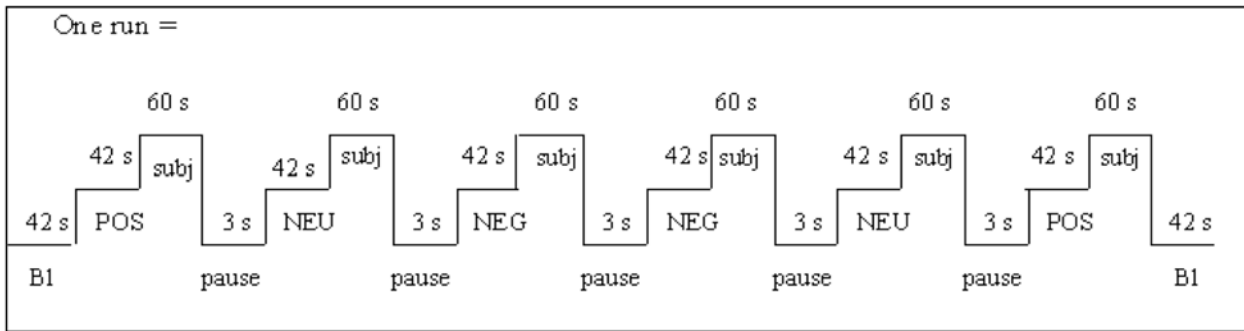 One run =
60 s 60 s 60 s 60 s 60 s 60 s
42 s subj 42 s subj 42 s subj 42 s subj 42 s subj 42 s subj
42 s POS 3 s NEU 3 s NEG 3 s NEG 3 s NEU 3 s POS 42 s
B1 pause pause pause pause pause B1